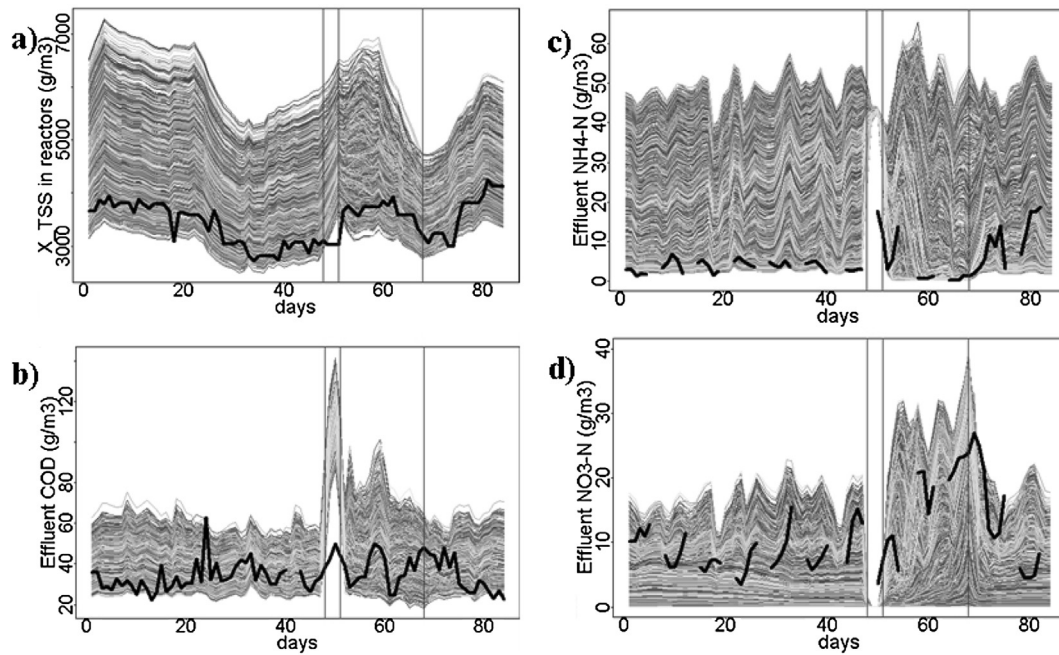 a)
X_TSS in reactors (g/m3)
3000 5000 7000
0 20 40 60 80
days
c)
Effluent NH4-N (g/m3)
0 10 20 30 40 50 60
0 20 40 60 80
days
b)
Effluent COD (g/m3)
20 40 60 80 120
0 20 40 60 80
days
d)
Effluent NO3-N (g/m3)
0 10 20 30 40
0 20 40 60 80
days